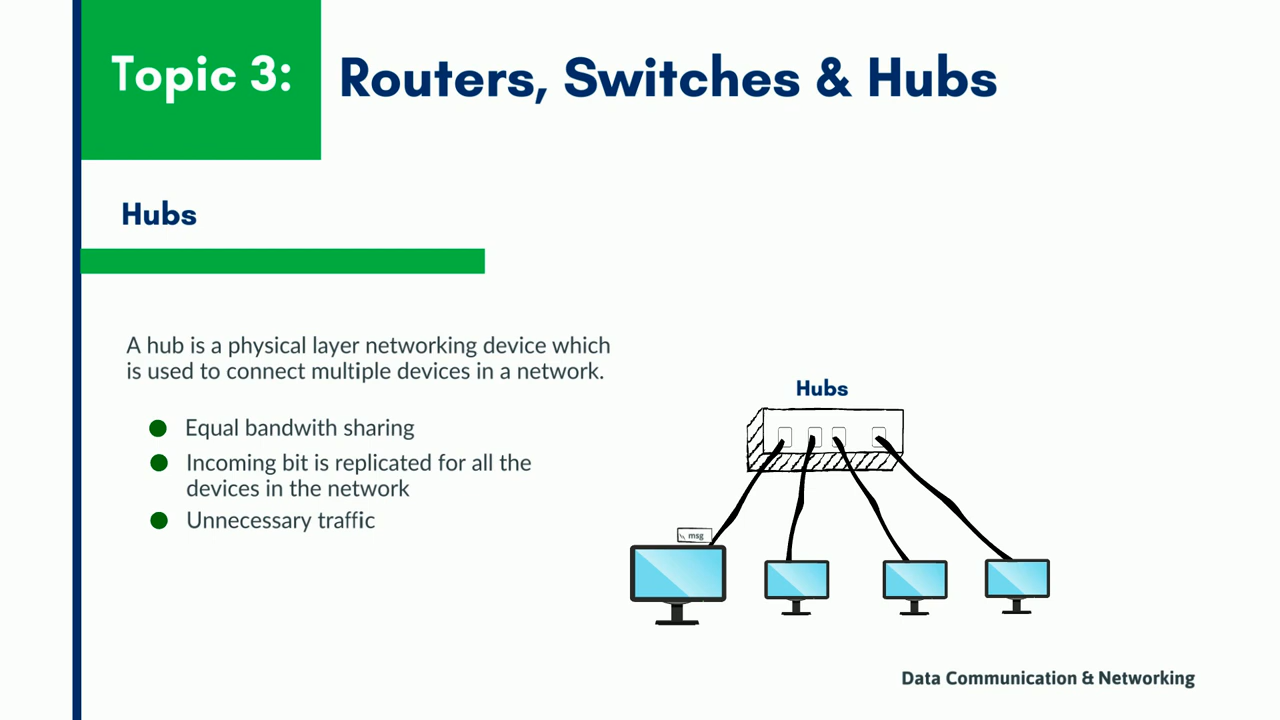 Topic 3:
Routers, Switches & Hubs
Hubs
A hub is a physical layer networking device which
is used to connect multiple devices in a network.
Equal bandwith sharing
Incoming bit is replicated for all the
devices in the network
Unnecessary traffic
Hubs
msg
Data Communication & Networking